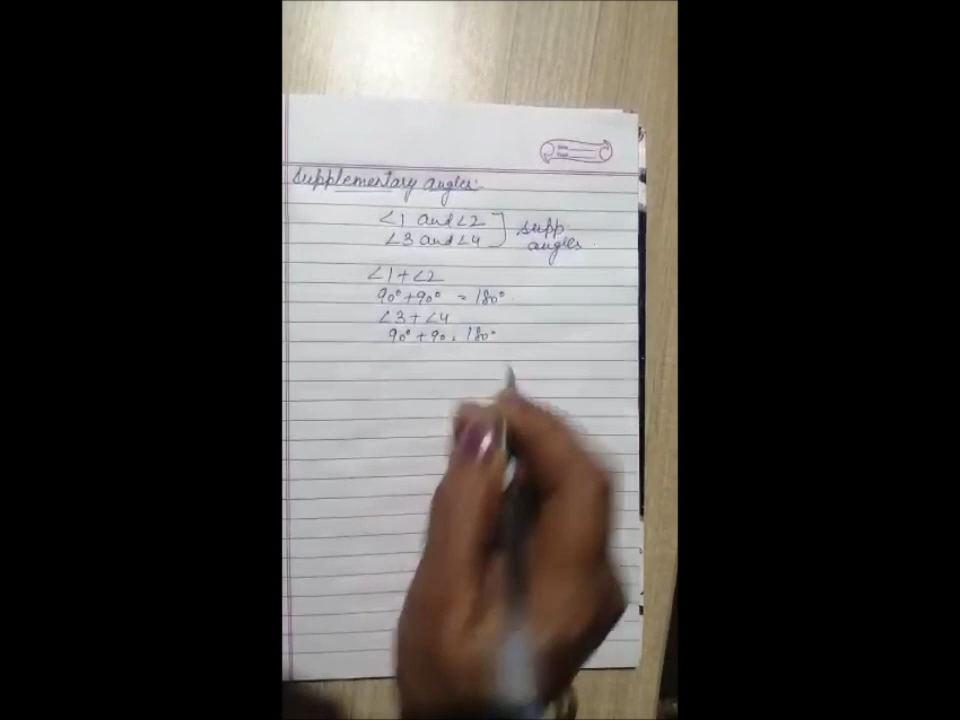 Supplementary angles:
∠1 and ∠2
∠3 and ∠4
supp
angles
∠1+∠2
90°+90° = 180°
∠3+∠4
90°+90 = 180°